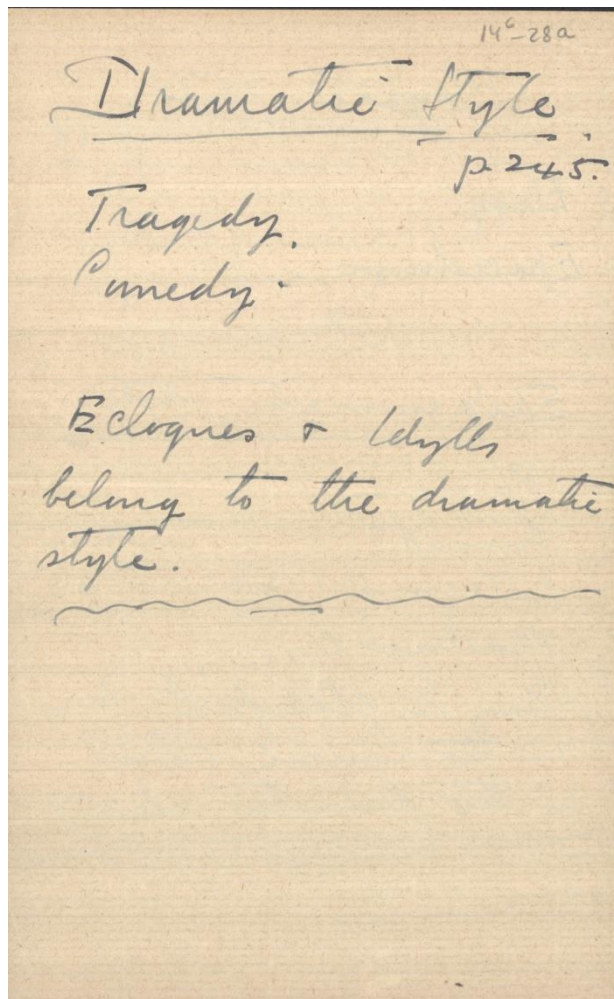 14c-28a
Dramatic Style
p. 245.
Tragedy.
Comedy.
Eclogues & Idylls
belong to the dramatic
style.